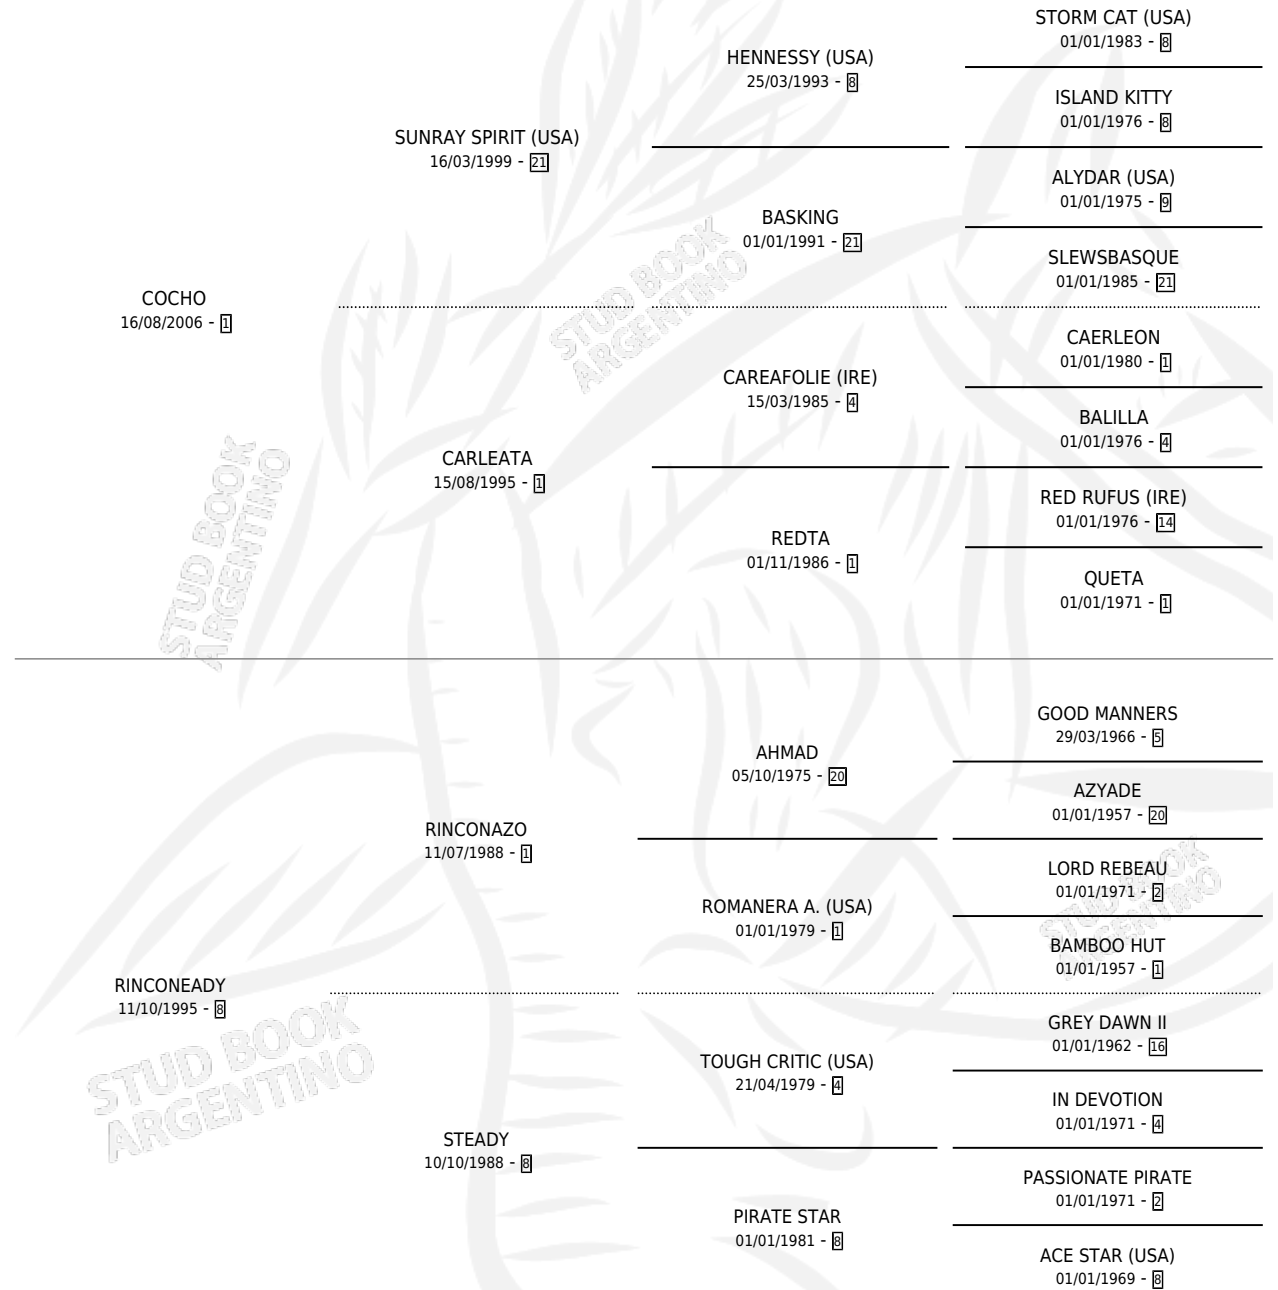 STORM CAT (USA)
01/01/1983 - 8
HENNESSY (USA)
25/03/1993 - 8
ISLAND KITTY
01/01/1976 - 8
SUNRAY SPIRIT (USA)
16/03/1999 - 21
ALYDAR (USA)
01/01/1975 - 9
BASKING
01/01/1991 - 21
SLEWSBASQUE
01/01/1985 - 21
COCHO
16/08/2006 - 1
CAERLEON
01/01/1980 - 1
CAREAFOLIE (IRE)
15/03/1985 - 4
BALILLA
01/01/1976 - 4
CARLEATA
15/08/1995 - 1
RED RUFUS (IRE)
01/01/1976 - 14
REDTA
01/11/1986 - 1
QUETA
01/01/1971 - 1
GOOD MANNERS
29/03/1966 - 5
AHMAD
05/10/1975 - 20
AZYADE
01/01/1957 - 20
RINCONAZO
11/07/1988 - 1
LORD REBEAU
01/01/1971 - 2
ROMANERA A. (USA)
01/01/1979 - 1
BAMBOO HUT
01/01/1957 - 1
RINCONEADY
11/10/1995 - 8
GREY DAWN II
01/01/1962 - 16
TOUGH CRITIC (USA)
21/04/1979 - 4
IN DEVOTION
01/01/1971 - 4
STEADY
10/10/1988 - 8
PASSIONATE PIRATE
01/01/1971 - 2
PIRATE STAR
01/01/1981 - 8
ACE STAR (USA)
01/01/1969 - 8
STUD BOOK
ARGENTINO
STUD BOOK
ARGENTINO
STUD BOOK
ARGENTINO
STUD BOOK
ARGENTINO